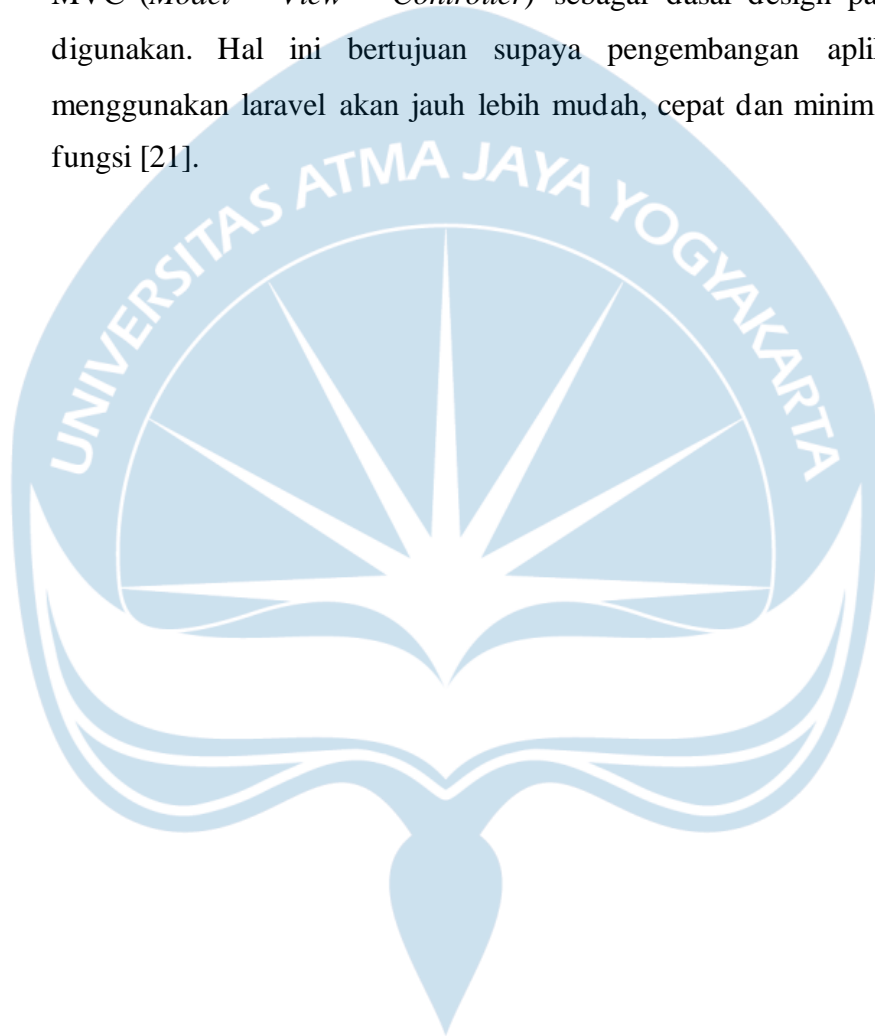 MVC (Model – View – Controller) sebagai dasar design pa
digunakan. Hal ini bertujuan supaya pengembangan apli
menggunakan laravel akan jauh lebih mudah, cepat dan minim
fungsi [21].
UNIVERSITAS ATMA JAYA YOGYAKARTA